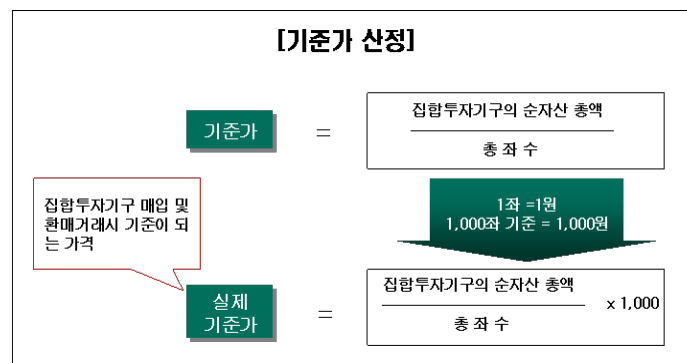 [기준가 산정]
기준가
=
집합투자기구의 순자산 총액
총 좌 수
집합투자기구 매입 및
환매거래시 기준이 되
는 가격
1좌 =1원
1,000좌 기준 = 1,000원
실제
기준가
=
집합투자기구의 순자산 총액
총 좌 수
x 1,000